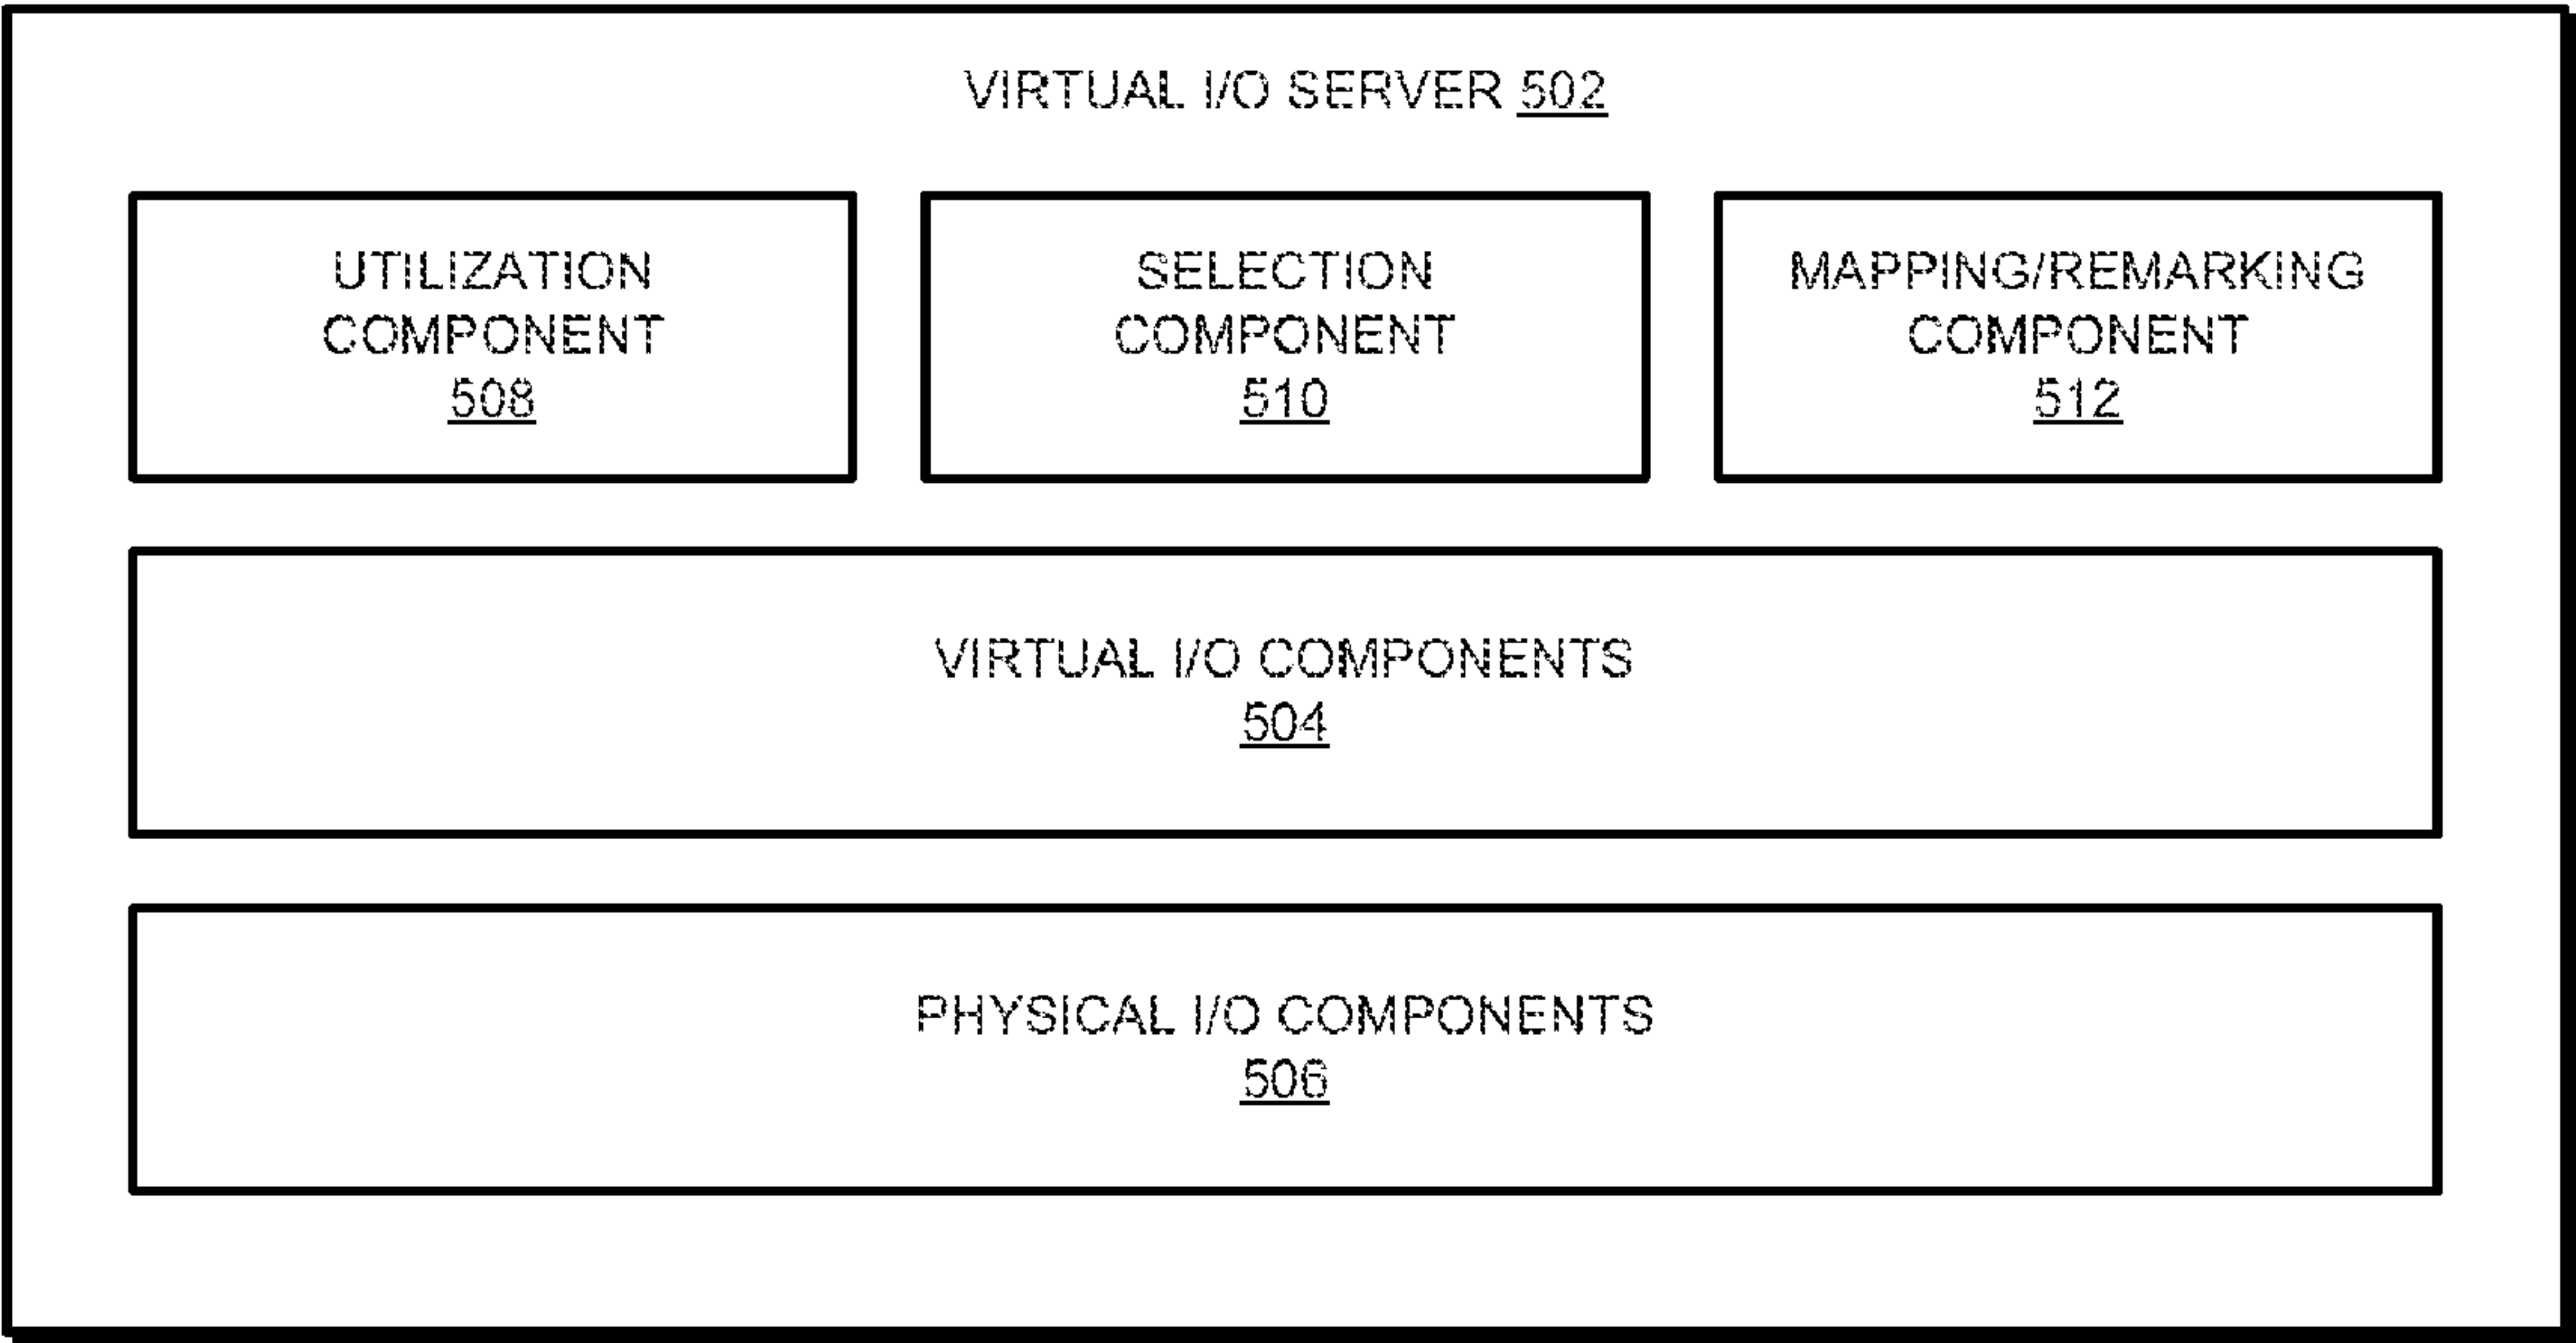 VIRTUAL I/O SERVER 502
UTILIZATION
COMPONENT
508
SELECTION
COMPONENT
510
MAPPING/REMARKING
COMPONENT
512
VIRTUAL I/O COMPONENTS
504
PHYSICAL I/O COMPONENTS
506